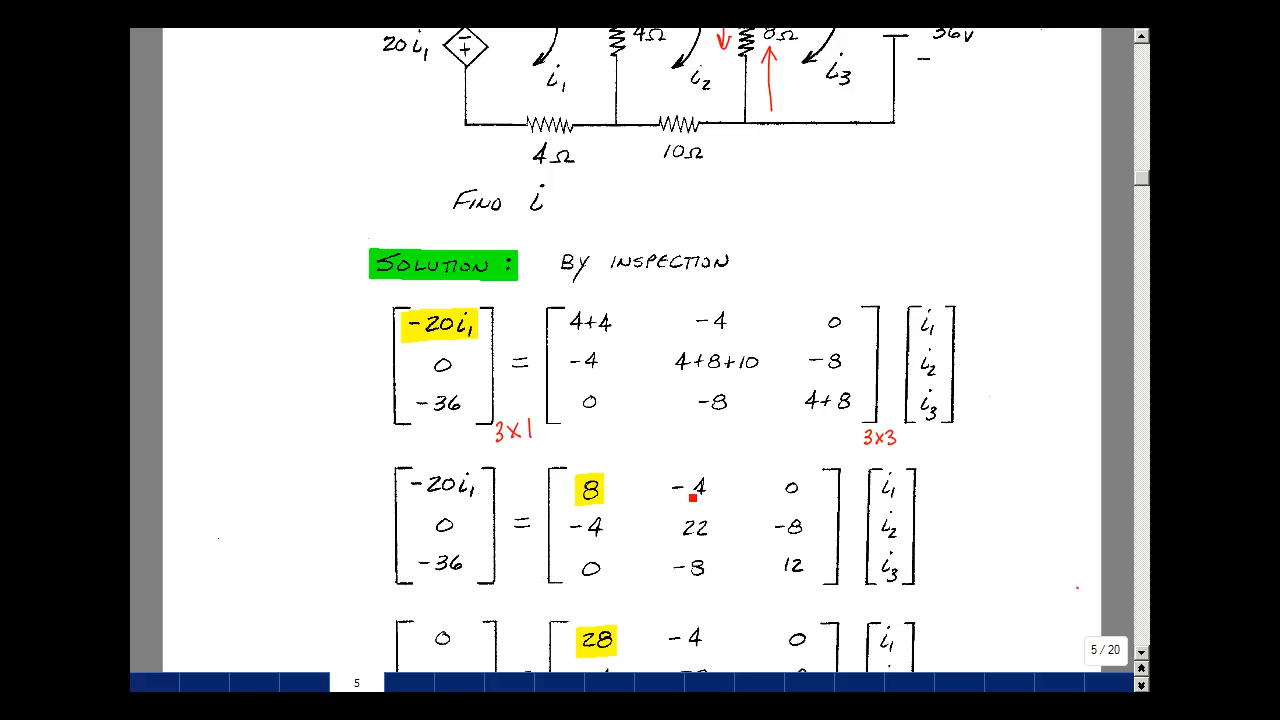 20i₁ 4Ω 8Ω 36V
− +
i₁ i₂ i₃ −
4Ω 10Ω
FIND i
SOLUTION : BY INSPECTION
-20i₁ 4+4 -4 0 i₁
0 = -4 4+8+10 -8 i₂
-36 0 -8 4+8 i₃
3x1 3x3
-20i₁ 8 -4 0 i₁
0 = -4 22 -8 i₂
-36 0 -8 12 i₃
0 28 -4 0 i₁
5 / 20
5